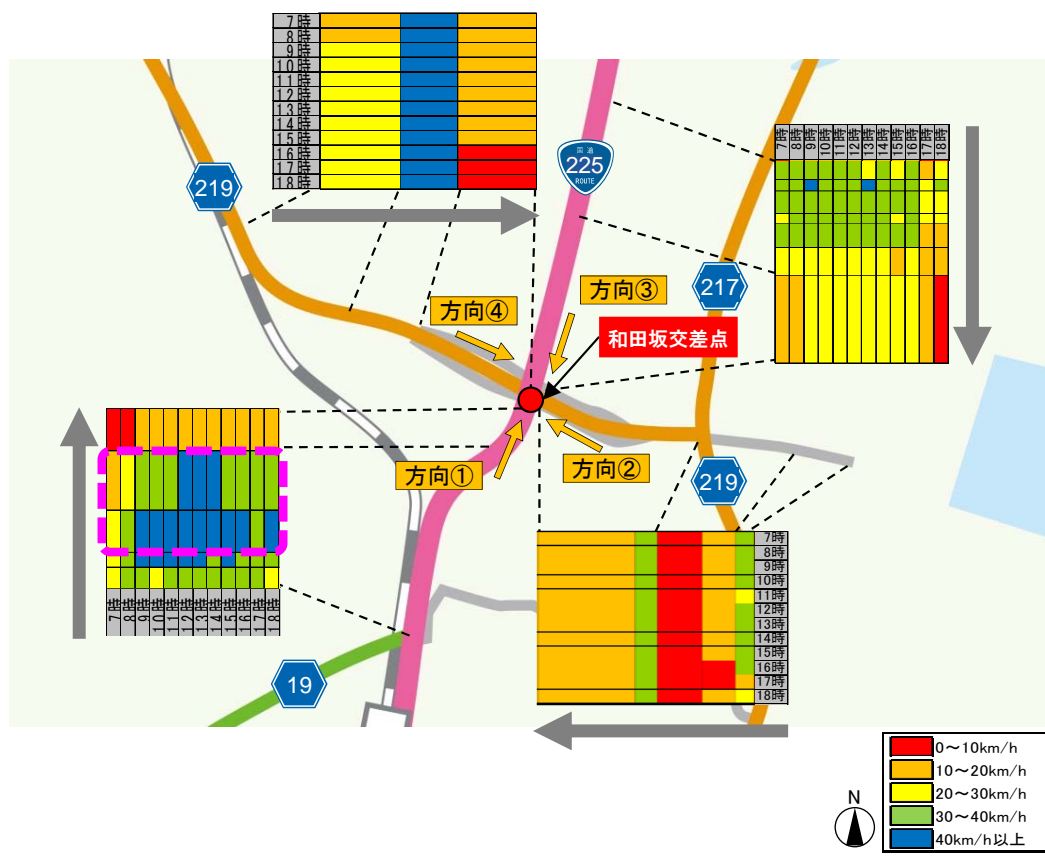 7時
8時
9時
10時
11時
12時
13時
14時
15時
16時
17時
18時
国道
225
ROUTE
7時
8時
9時
10時
11時
12時
13時
14時
15時
16時
17時
18時
219
217
方向④
方向③
和田坂交差点
方向①
方向②
219
7時
8時
9時
10時
11時
12時
13時
14時
15時
16時
17時
18時
7時
8時
9時
10時
11時
12時
13時
14時
15時
16時
17時
18時
19
N
0～10km/h
10～20km/h
20～30km/h
30～40km/h
40km/h以上